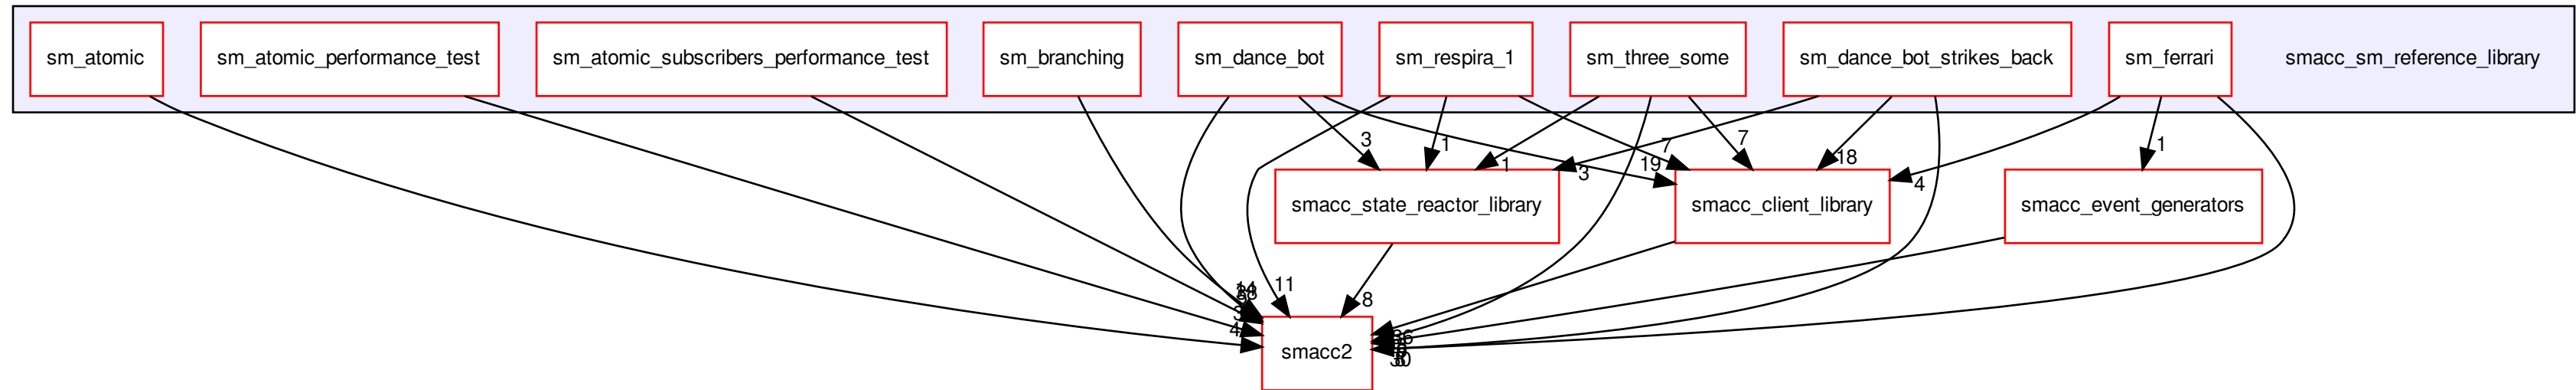 sm_atomic
sm_atomic_performance_test
sm_atomic_subscribers_performance_test
sm_branching
sm_dance_bot
sm_respira_1
sm_three_some
sm_dance_bot_strikes_back
sm_ferrari
smacc_sm_reference_library
3
1
1
19
7
7
3
18
4
1
smacc_state_reactor_library
smacc_client_library
smacc_event_generators
11
8
4
smacc2